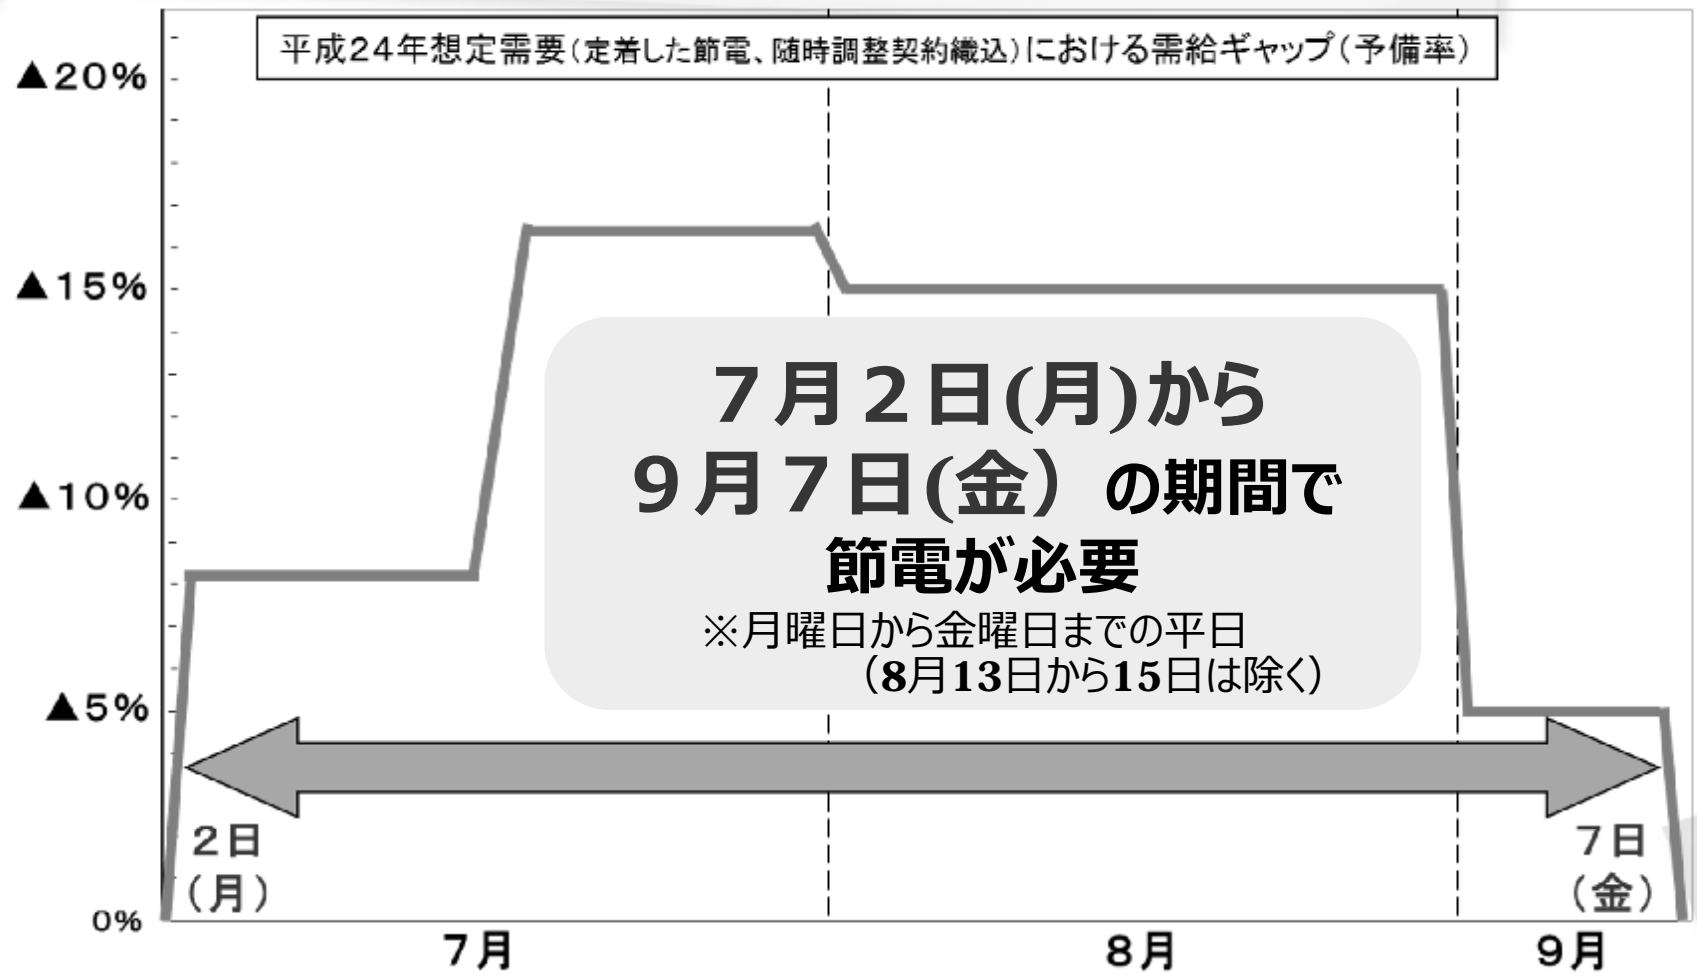 平成24年想定需要(定着した節電、随時調整契約織込)における需給ギャップ(予備率)
▲20%
▲15%
▲10%
▲5%
0%
７月２日(月)から
９月７日(金）の期間で
節電が必要
※月曜日から金曜日までの平日
（8月13日から15日は除く）
２日
（月）
７日
（金）
7月
8月
9月